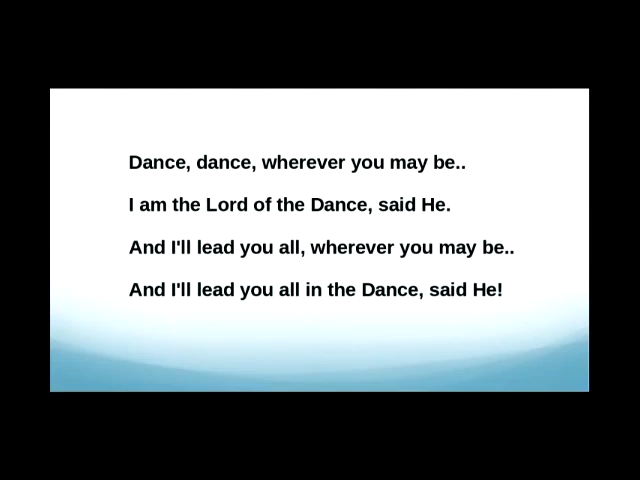 Dance, dance, wherever you may be..
I am the Lord of the Dance, said He.
And I'll lead you all, wherever you may be..
And I'll lead you all in the Dance, said He!